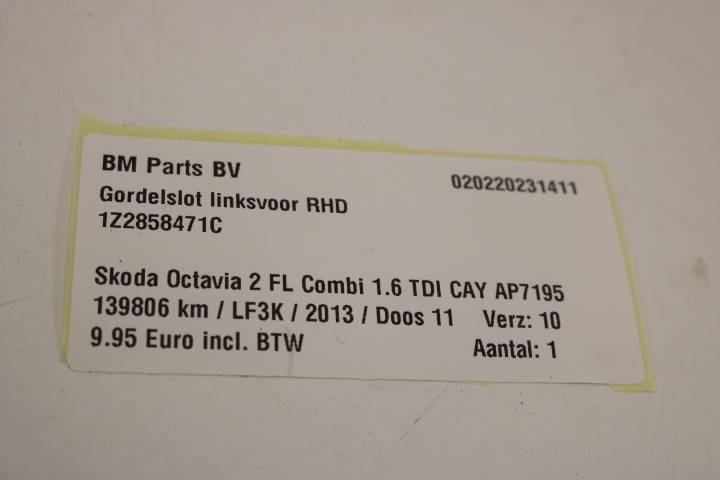 BM Parts BV 020220231411
Gordelslot linksvoor RHD
1Z2858471C
Skoda Octavia 2 FL Combi 1.6 TDI CAY AP7195
139806 km / LF3K / 2013 / Doos 11 Verz: 10
9.95 Euro incl. BTW Aantal: 1